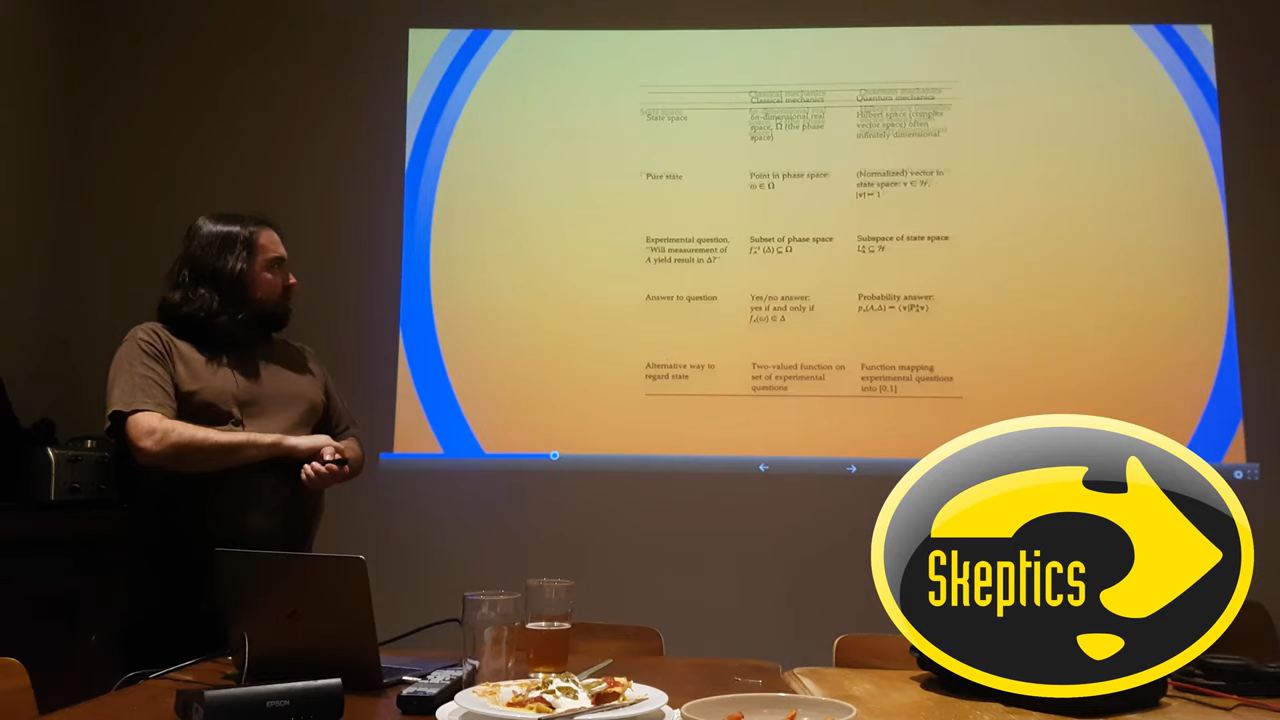 Classical mechanics Quantum mechanics
State space
6n-dimensional real
space, Ω (the phase
space)
Hilbert space (complex
vector space) often
infinitely dimensional
Pure state
Point in phase space:
ω ∈ Ω
(Normalized) vector in
state space: v ∈ ℋ,
|v| = 1
Experimental question,
"Will measurement of
A yield result in Δ?"
Subset of phase space
(Δ) ⊆ Ω
Subspace of state space
⊆ ℋ
Answer to question
Yes/no answer:
yes if and only if
(ω) ∈ Δ
Probability answer:
Alternative way to
regard state
Two-valued function on
set of experimental
questions
Function mapping
experimental questions
into [0,1]
Skeptics
EPSON